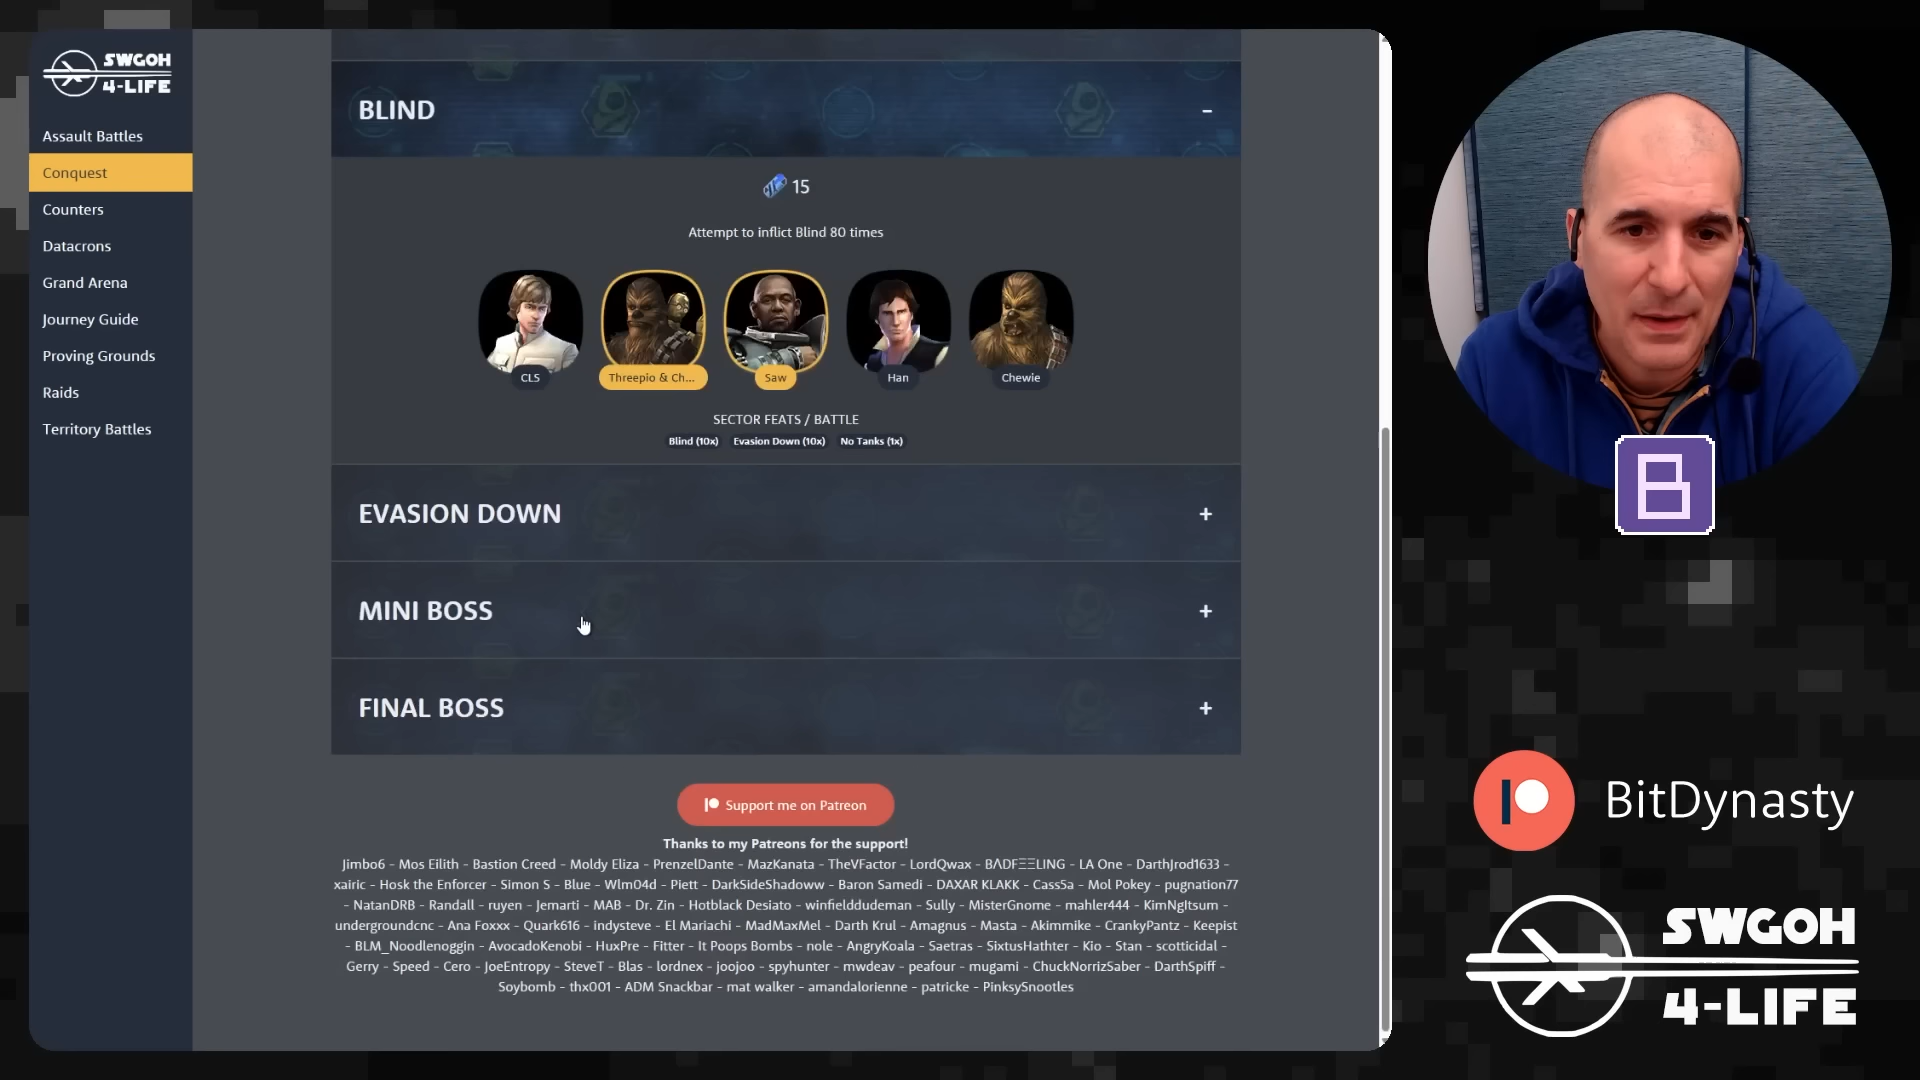 SWGOH
4-LIFE
Assault Battles
Conquest
Counters
Datacrons
Grand Arena
Journey Guide
Proving Grounds
Raids
Territory Battles
BLIND
15
Attempt to inflict Blind 80 times
CLS
Threepio & Ch...
Saw
Han
Chewie
SECTOR FEATS / BATTLE
Blind (10x) Evasion Down (10x) No Tanks (1x)
EVASION DOWN
MINI BOSS
FINAL BOSS
Support me on Patreon
Thanks to my Patreons for the support!
Jimbo6 - Mos Eilith - Bastion Creed - Moldy Eliza - PrenzelDante - MazKanata - TheVFactor - LordQwax - BΛDFΞΞLING - LA One - DarthJrod1633 -
xairic - Hosk the Enforcer - Simon S - Blue - Wlm04d - Piett - DarkSideShadoww - Baron Samedi - DAXAR KLAKK - Cass5a - Mol Pokey - pugnation77
- NatanDRB - Randall - ruyen - Jemarti - MAB - Dr. Zin - Hotblack Desiato - winfielddudeman - Sully - MisterGnome - mahler444 - KimNgItsum -
undergroundcnc - Ana Foxxx - Quark616 - indysteve - El Mariachi - MadMaxMel - Darth Krul - Amagnus - Masta - Akimmike - CrankyPantz - Keepist
- BLM_Noodlenoggin - AvocadoKenobi - HuxPre - Fitter - It Poops Bombs - nole - AngryKoala - Saetras - SixtusHathter - Kio - Stan - scotticidal -
Gerry - Speed - Cero - JoeEntropy - SteveT - Blas - lordnex - joojoo - spyhunter - mwdeav - peafour - mugami - ChuckNorrizSaber - DarthSpiff -
Soybomb - thx001 - ADM Snackbar - mat walker - amandalorienne - patricke - PinksySnootles
B
BitDynasty
SWGOH
4-LIFE